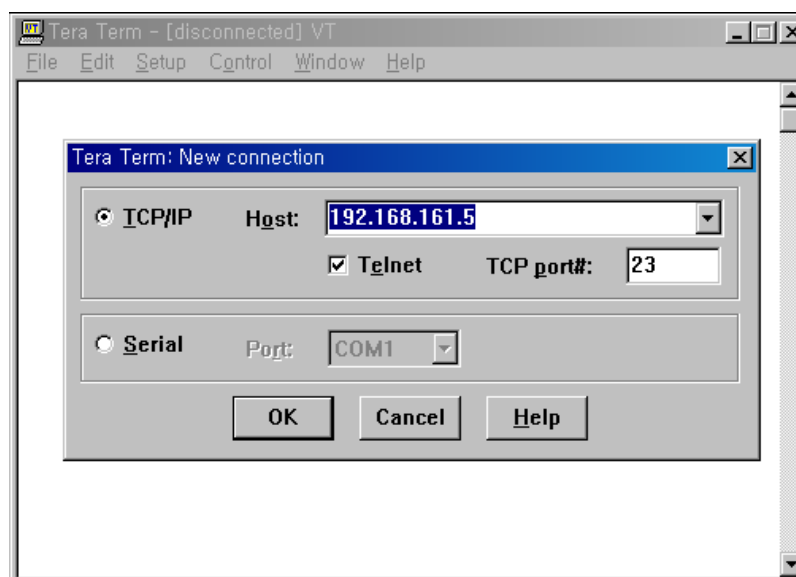 VT Tera Term - [disconnected] VT
File Edit Setup Control Window Help
Tera Term: New connection
TCP/IP Host: 192.168.161.5
Telnet TCP port#: 23
Serial Port: COM1
OK Cancel Help